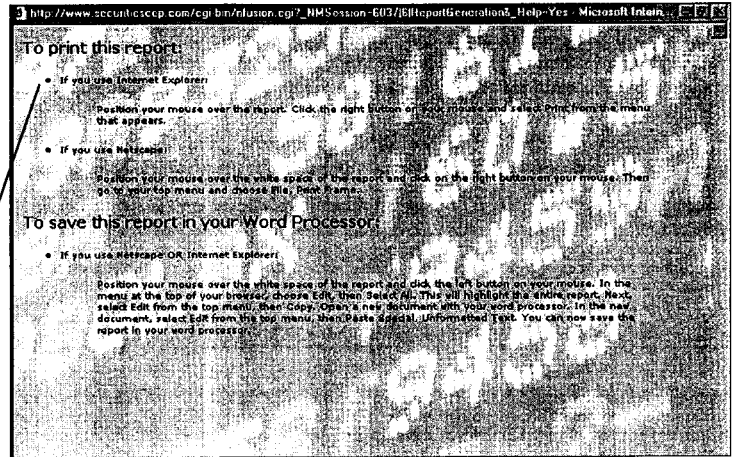 http://www.securiticscep.com/cgi-bin/nfusion.cgi?_NMSession-603/|6|ReportGeneration&_Help-Yes - Microsoft Intern...
To print this report:
• If you use Internet Explorer:
Position your mouse over the report. Click the right button on your mouse and select Print from the menu
that appears.
• If you use Netscape:
Position your mouse over the white space of the report and click on the right button on your mouse. Then
go to your top menu and choose File, Print Frame.
To save this report in your Word Processor:
• If you use Netscape OR Internet Explorer:
Position your mouse over the white space of the report and click the left button on your mouse. In the
menu at the top of your browser, choose Edit, then Select All. This will highlight the entire report. Next,
select Edit from the top menu, then Copy. Open a new document with your word processor. In the new
document, select Edit from the top menu, then Paste Special, Unformatted Text. You can now save the
report in your word processor.